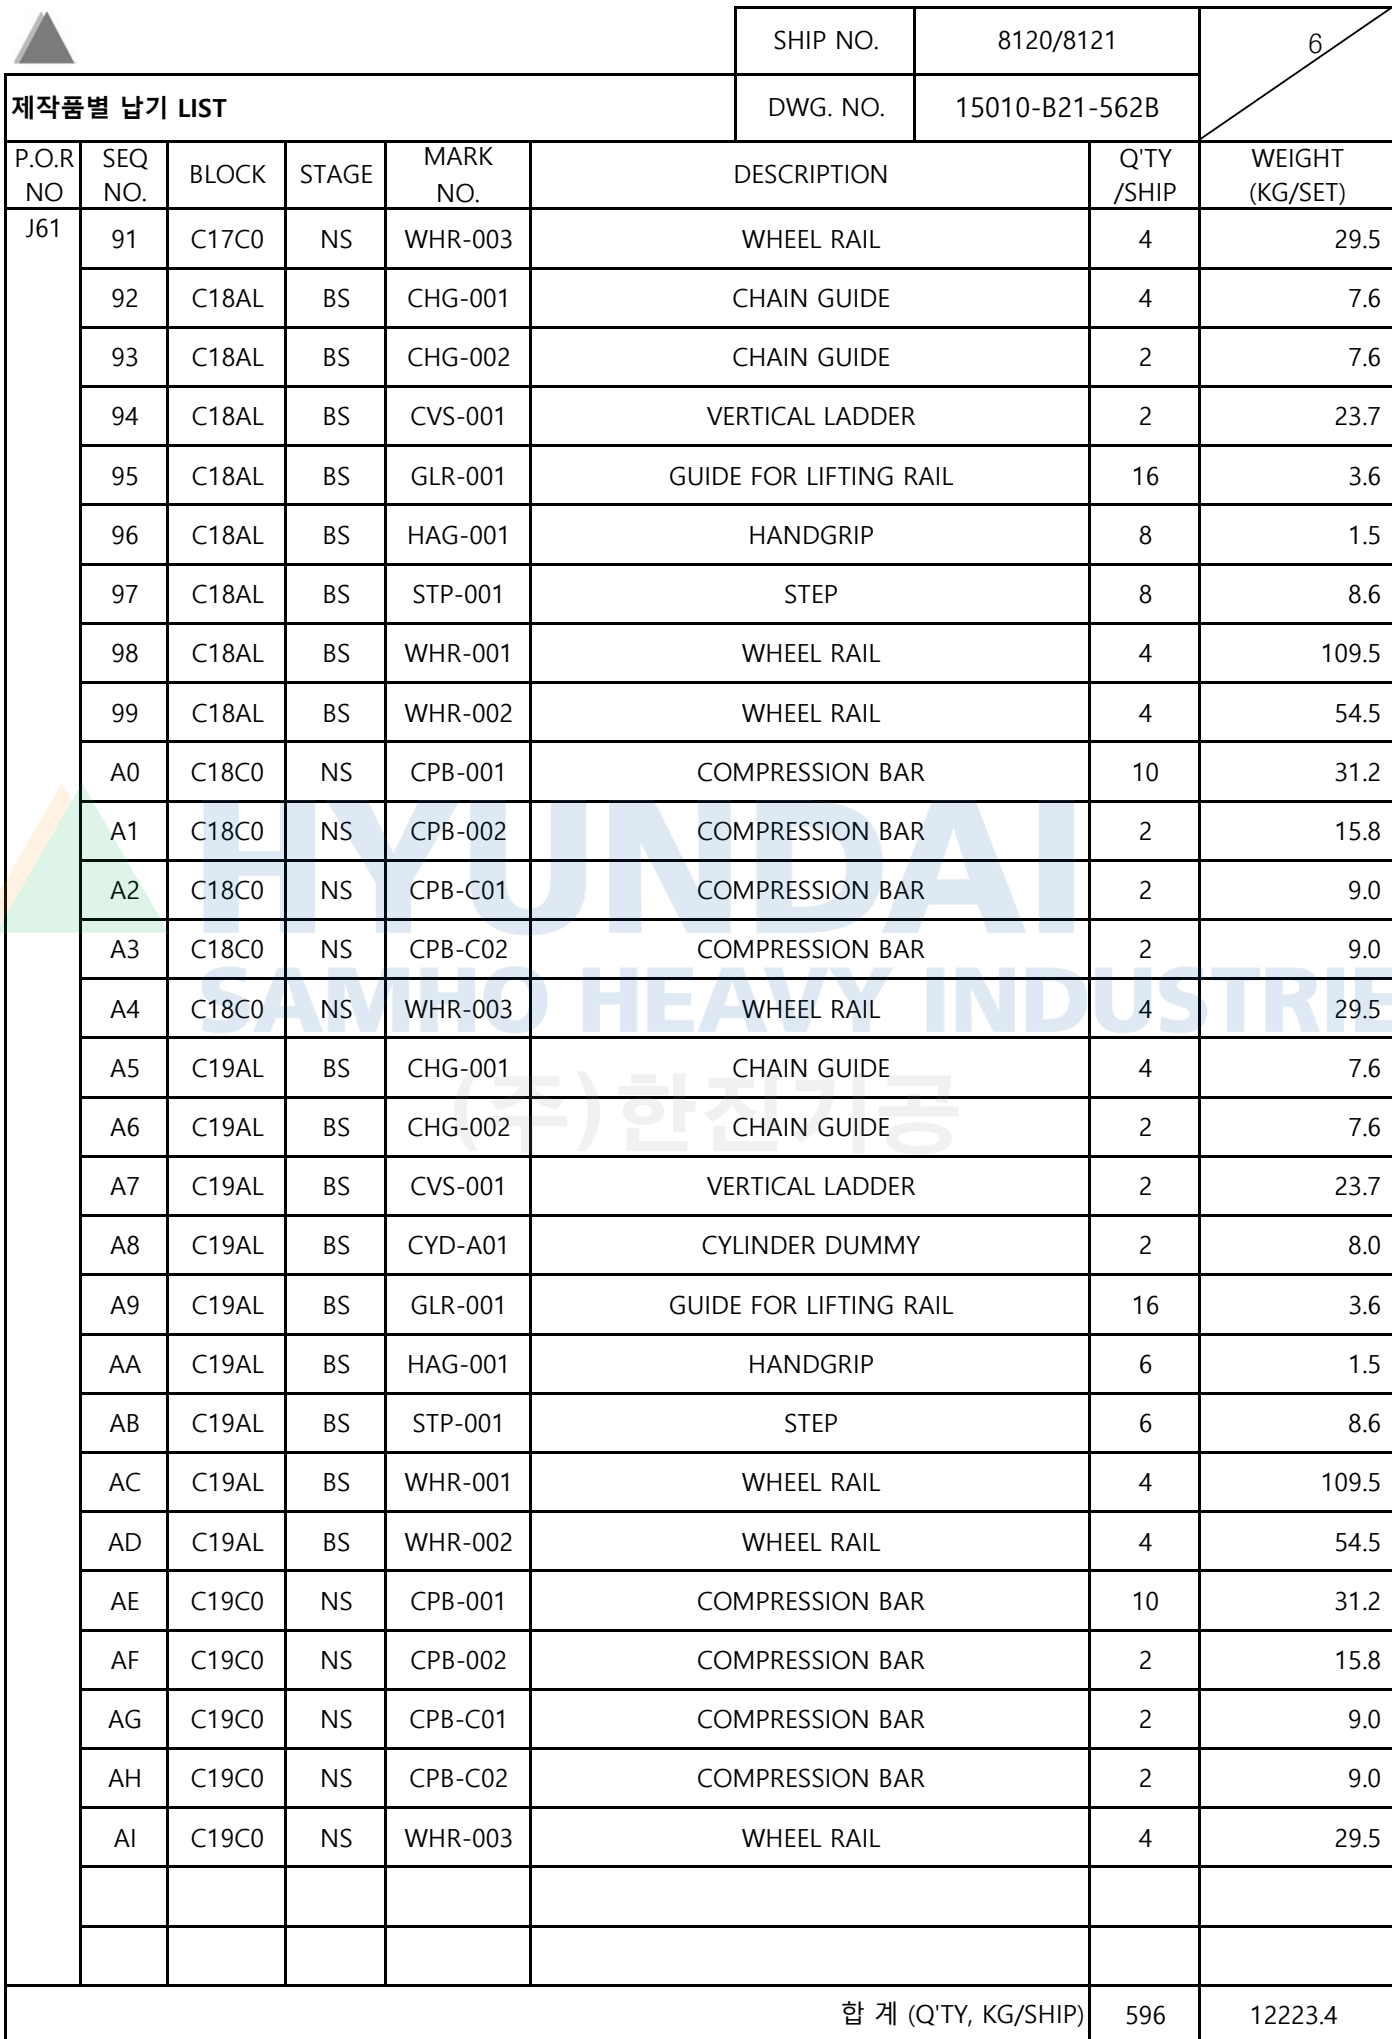 SHIP NO. 8120/8121 6
제작품별 납기 LIST DWG. NO. 15010-B21-562B
P.O.R NO SEQ NO. BLOCK STAGE MARK NO. DESCRIPTION Q'TY /SHIP WEIGHT (KG/SET)
J61 91 C17C0 NS WHR-003 WHEEL RAIL 4 29.5
92 C18AL BS CHG-001 CHAIN GUIDE 4 7.6
93 C18AL BS CHG-002 CHAIN GUIDE 2 7.6
94 C18AL BS CVS-001 VERTICAL LADDER 2 23.7
95 C18AL BS GLR-001 GUIDE FOR LIFTING RAIL 16 3.6
96 C18AL BS HAG-001 HANDGRIP 8 1.5
97 C18AL BS STP-001 STEP 8 8.6
98 C18AL BS WHR-001 WHEEL RAIL 4 109.5
99 C18AL BS WHR-002 WHEEL RAIL 4 54.5
A0 C18C0 NS CPB-001 COMPRESSION BAR 10 31.2
A1 C18C0 NS CPB-002 COMPRESSION BAR 2 15.8
A2 C18C0 NS CPB-C01 COMPRESSION BAR 2 9.0
A3 C18C0 NS CPB-C02 COMPRESSION BAR 2 9.0
A4 C18C0 NS WHR-003 WHEEL RAIL 4 29.5
A5 C19AL BS CHG-001 CHAIN GUIDE 4 7.6
A6 C19AL BS CHG-002 CHAIN GUIDE 2 7.6
A7 C19AL BS CVS-001 VERTICAL LADDER 2 23.7
A8 C19AL BS CYD-A01 CYLINDER DUMMY 2 8.0
A9 C19AL BS GLR-001 GUIDE FOR LIFTING RAIL 16 3.6
AA C19AL BS HAG-001 HANDGRIP 6 1.5
AB C19AL BS STP-001 STEP 6 8.6
AC C19AL BS WHR-001 WHEEL RAIL 4 109.5
AD C19AL BS WHR-002 WHEEL RAIL 4 54.5
AE C19C0 NS CPB-001 COMPRESSION BAR 10 31.2
AF C19C0 NS CPB-002 COMPRESSION BAR 2 15.8
AG C19C0 NS CPB-C01 COMPRESSION BAR 2 9.0
AH C19C0 NS CPB-C02 COMPRESSION BAR 2 9.0
AI C19C0 NS WHR-003 WHEEL RAIL 4 29.5
합 계 (Q'TY, KG/SHIP) 596 12223.4
HYUNDAI
SAMHO HEAVY INDUSTRIE
(주)한진기공